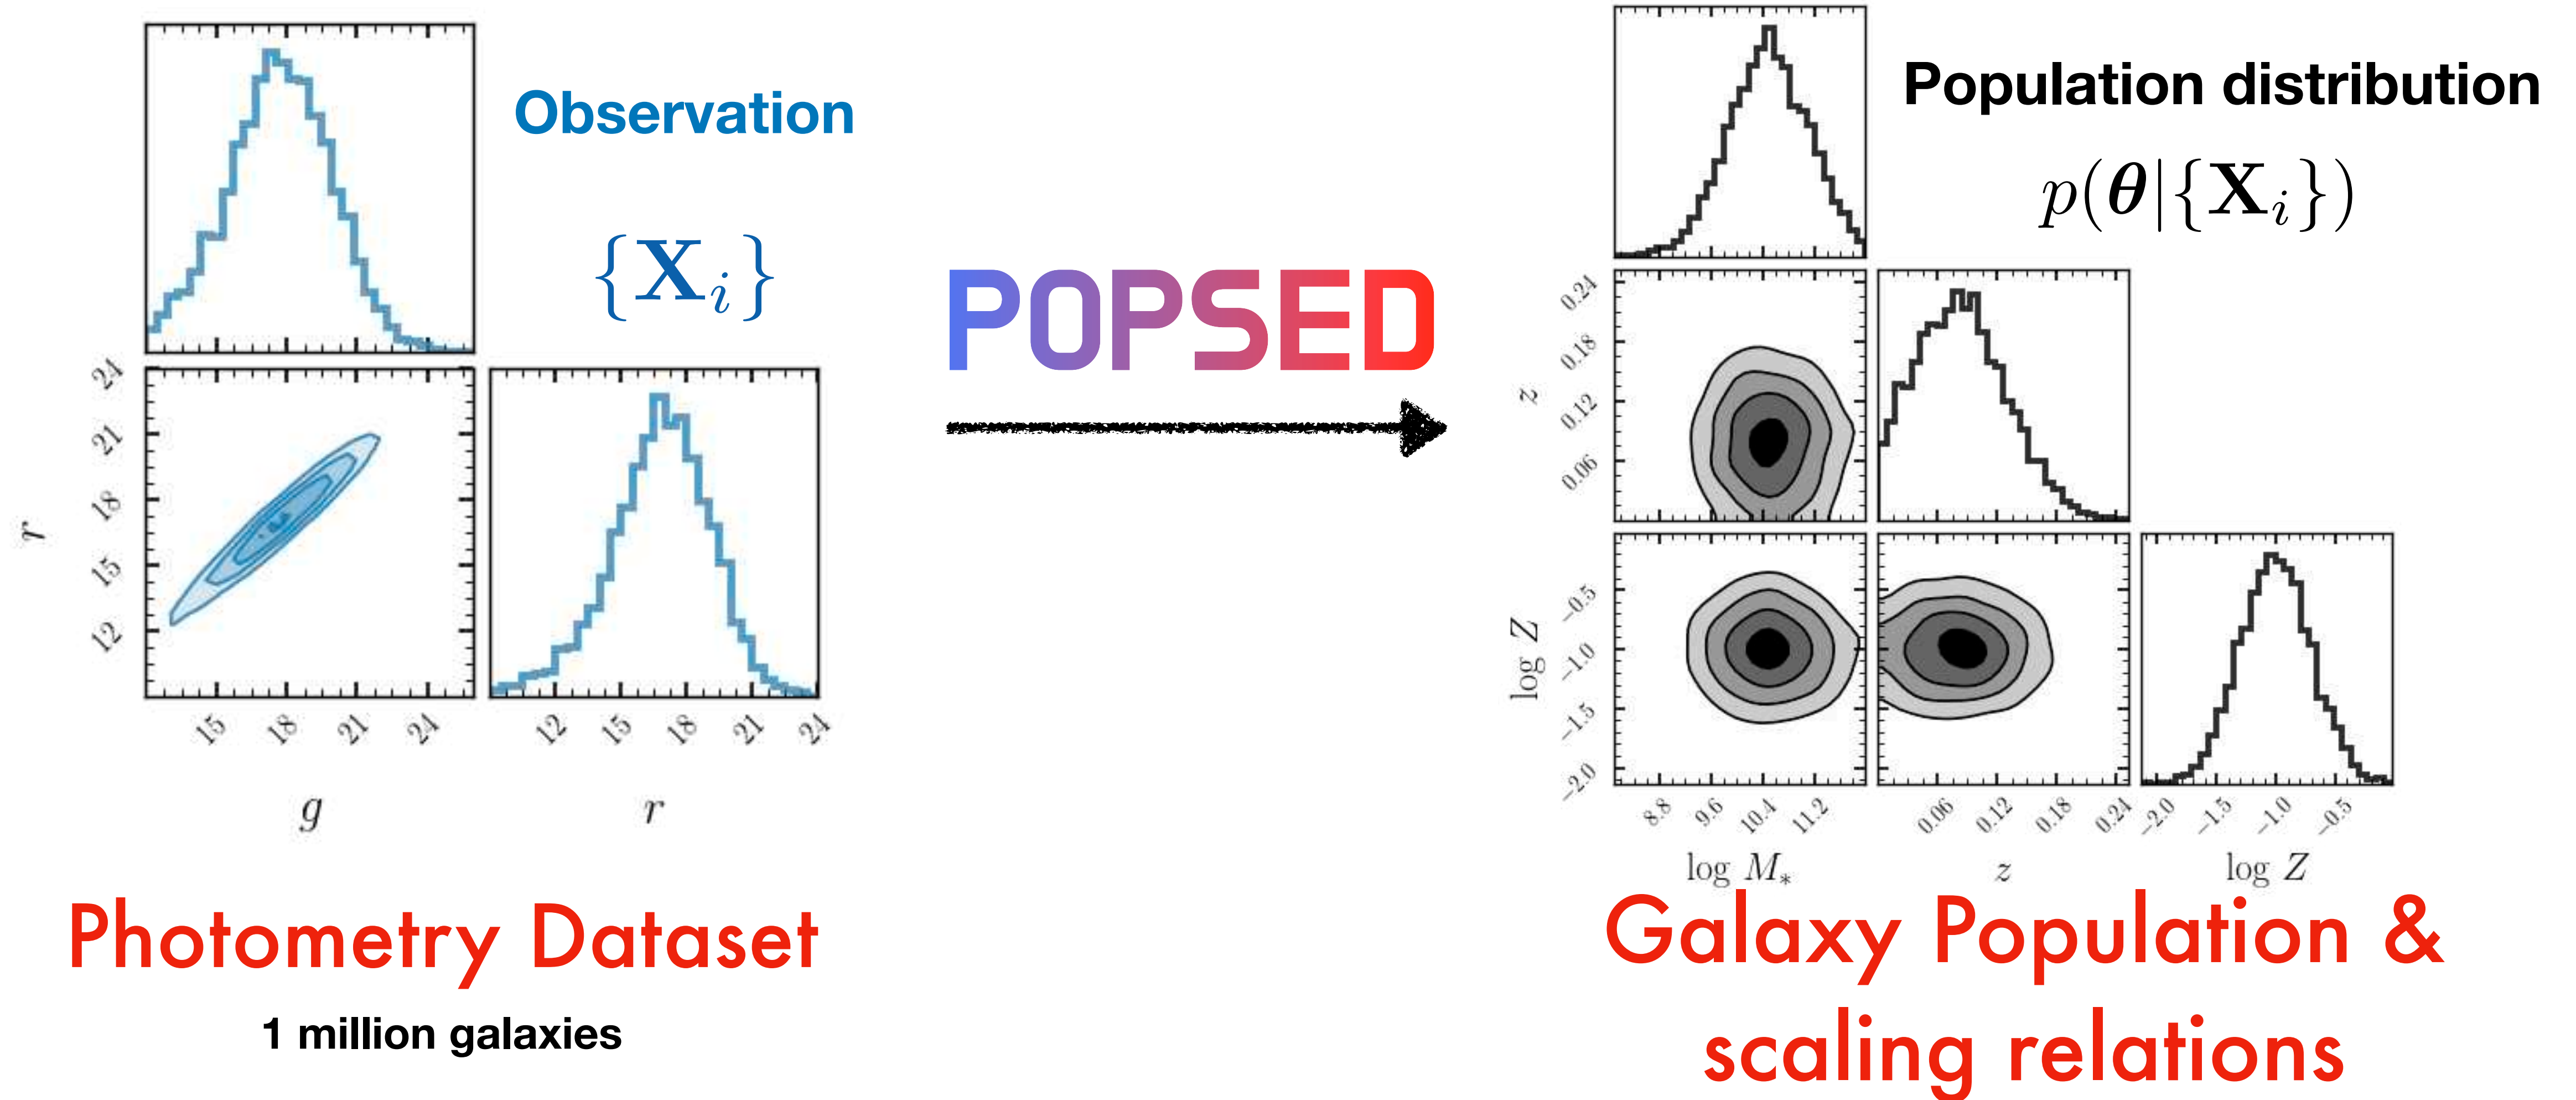 Observation
{X_i}
24
21
18
15
12
r
15 18 21 24
12 15 18 21 24
g
r
Photometry Dataset
1 million galaxies
POPSED
Population distribution
p(θ|{X_i})
0.24
0.18
0.12
0.06
z
−0.5
−1.0
−1.5
−2.0
log Z
8.8 9.6 10.4 11.2
0.06 0.12 0.18 0.24
−2.0 −1.5 −1.0 −0.5
log M_*
z
log Z
Galaxy Population &
scaling relations